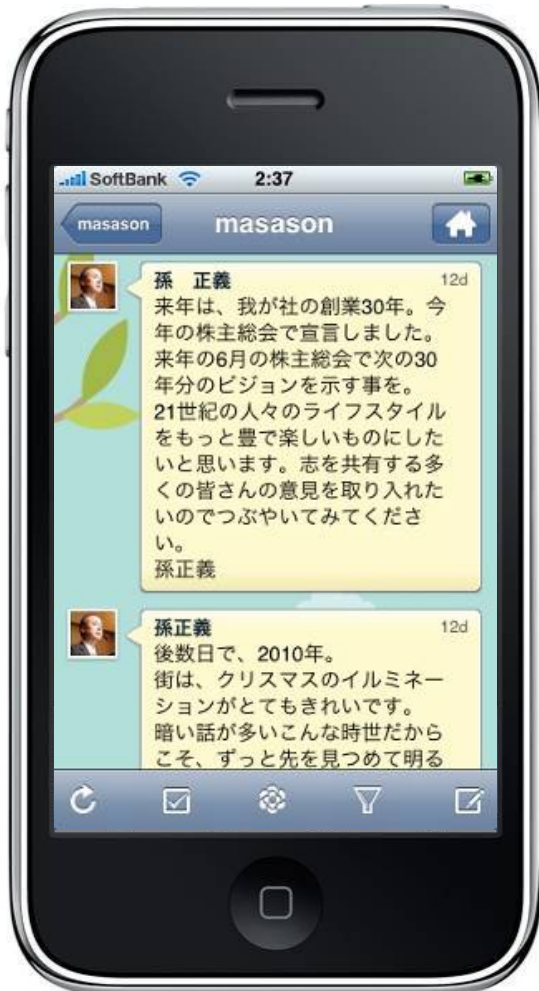 SoftBank 2:37
masason masason
孫 正義 12d
来年は、我が社の創業30年。今
年の株主総会で宣言しました。
来年の6月の株主総会で次の30
年分のビジョンを示す事を。
21世紀の人々のライフスタイル
をもっと豊で楽しいものにした
いと思います。志を共有する多
くの皆さんの意見を取り入れた
いのでつぶやいてみてくださ
い。
孫正義
孫正義 12d
後数日で、2010年。
街は、クリスマスのイルミネー
ションがとてもきれいです。
暗い話が多いこんな時世だから
こそ、ずっと先を見つめて明る